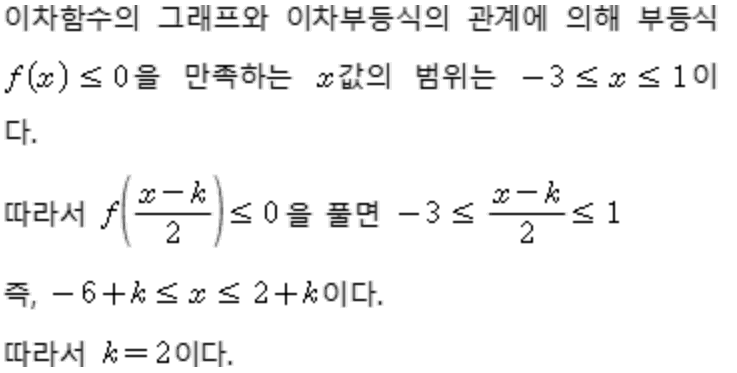 이차함수의 그래프와 이차부등식의 관계에 의해 부등식
f(x) ≤ 0을 만족하는 x값의 범위는 −3 ≤ x ≤ 1이
다.
따라서 f((x−k)/2) ≤ 0을 풀면 −3 ≤ (x−k)/2 ≤ 1
즉, −6+k ≤ x ≤ 2+k이다.
따라서 k=2이다.